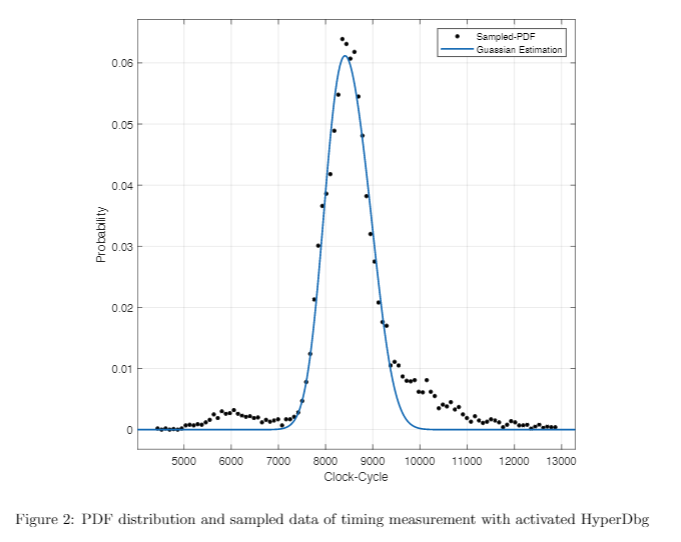 Sampled-PDF
Guassian Estimation
0.06
0.05
0.04
0.03
0.02
0.01
0
Probability
5000 6000 7000 8000 9000 10000 11000 12000 13000
Clock-Cycle
Figure 2: PDF distribution and sampled data of timing measurement with activated HyperDbg